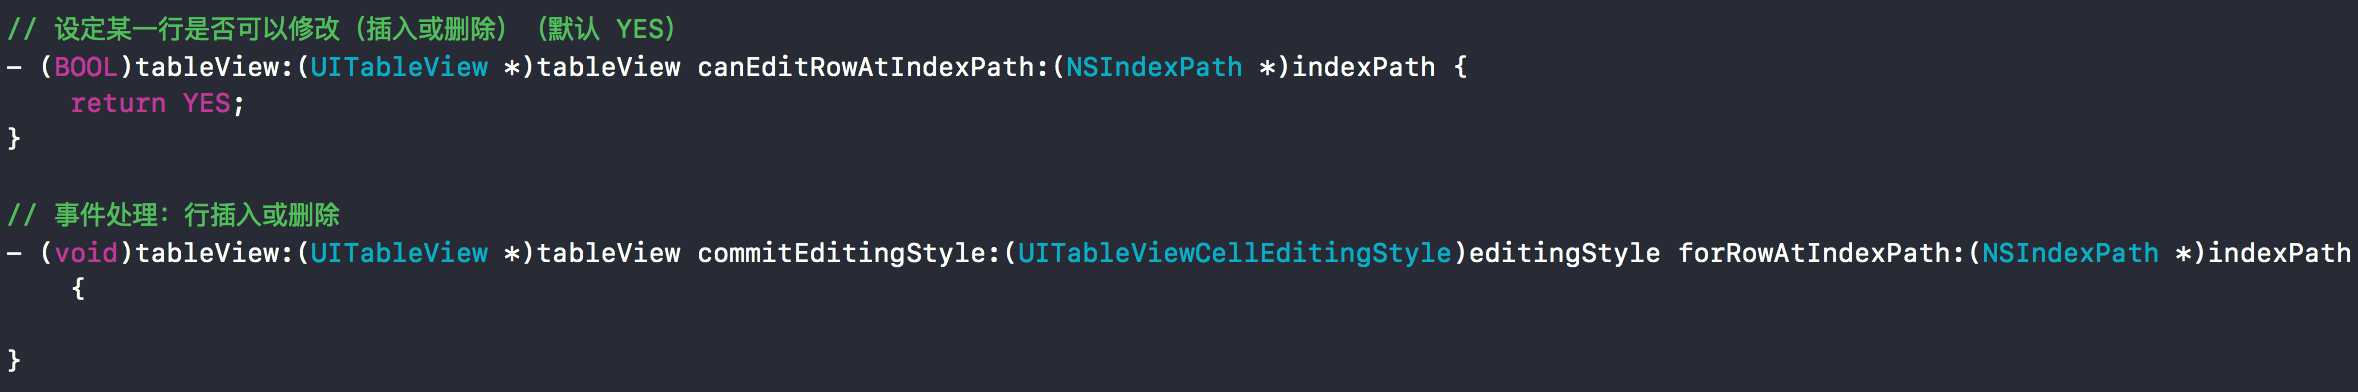 // 设定某一行是否可以修改（插入或删除）（默认 YES）
- (BOOL)tableView:(UITableView *)tableView canEditRowAtIndexPath:(NSIndexPath *)indexPath {
    return YES;
}
// 事件处理：行插入或删除
- (void)tableView:(UITableView *)tableView commitEditingStyle:(UITableViewCellEditingStyle)editingStyle forRowAtIndexPath:(NSIndexPath *)indexPath
    {
}